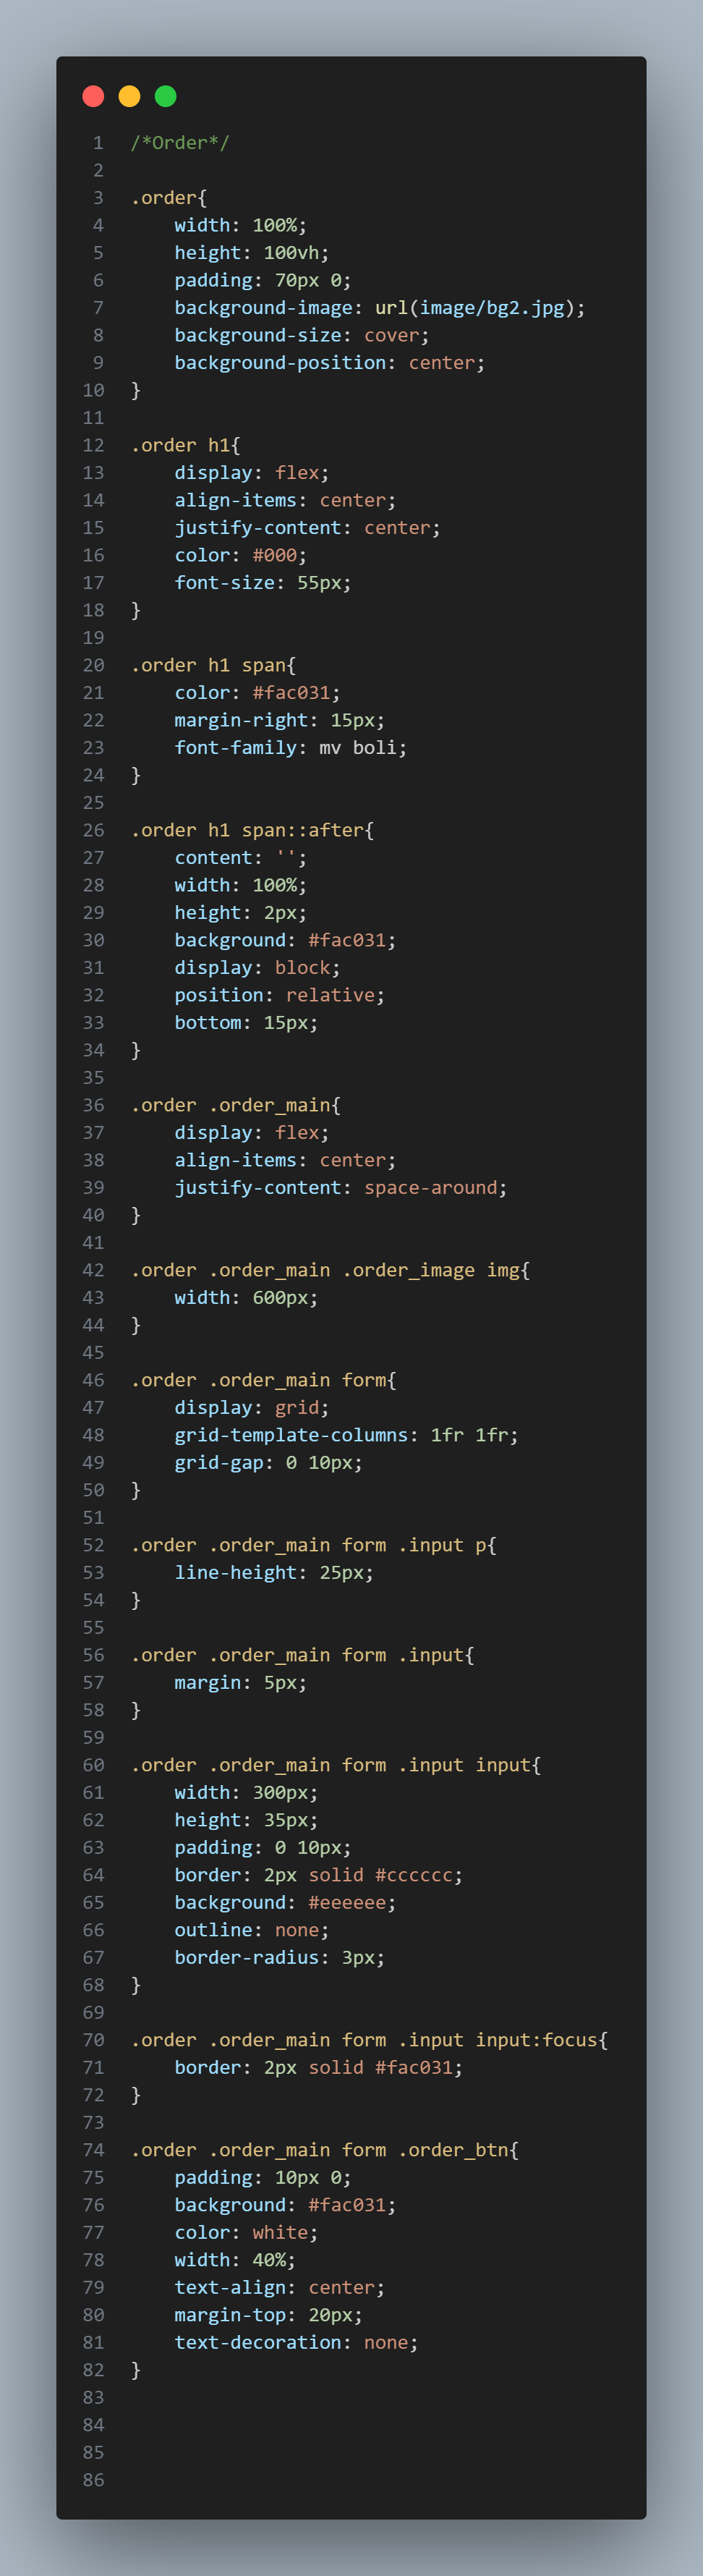 1 /*Order*/
2
3 .order{
4     width: 100%;
5     height: 100vh;
6     padding: 70px 0;
7     background-image: url(image/bg2.jpg);
8     background-size: cover;
9     background-position: center;
10 }
11
12 .order h1{
13     display: flex;
14     align-items: center;
15     justify-content: center;
16     color: #000;
17     font-size: 55px;
18 }
19
20 .order h1 span{
21     color: #fac031;
22     margin-right: 15px;
23     font-family: mv boli;
24 }
25
26 .order h1 span::after{
27     content: '';
28     width: 100%;
29     height: 2px;
30     background: #fac031;
31     display: block;
32     position: relative;
33     bottom: 15px;
34 }
35
36 .order .order_main{
37     display: flex;
38     align-items: center;
39     justify-content: space-around;
40 }
41
42 .order .order_main .order_image img{
43     width: 600px;
44 }
45
46 .order .order_main form{
47     display: grid;
48     grid-template-columns: 1fr 1fr;
49     grid-gap: 0 10px;
50 }
51
52 .order .order_main form .input p{
53     line-height: 25px;
54 }
55
56 .order .order_main form .input{
57     margin: 5px;
58 }
59
60 .order .order_main form .input input{
61     width: 300px;
62     height: 35px;
63     padding: 0 10px;
64     border: 2px solid #cccccc;
65     background: #eeeeee;
66     outline: none;
67     border-radius: 3px;
68 }
69
70 .order .order_main form .input input:focus{
71     border: 2px solid #fac031;
72 }
73
74 .order .order_main form .order_btn{
75     padding: 10px 0;
76     background: #fac031;
77     color: white;
78     width: 40%;
79     text-align: center;
80     margin-top: 20px;
81     text-decoration: none;
82 }
83
84
85
86